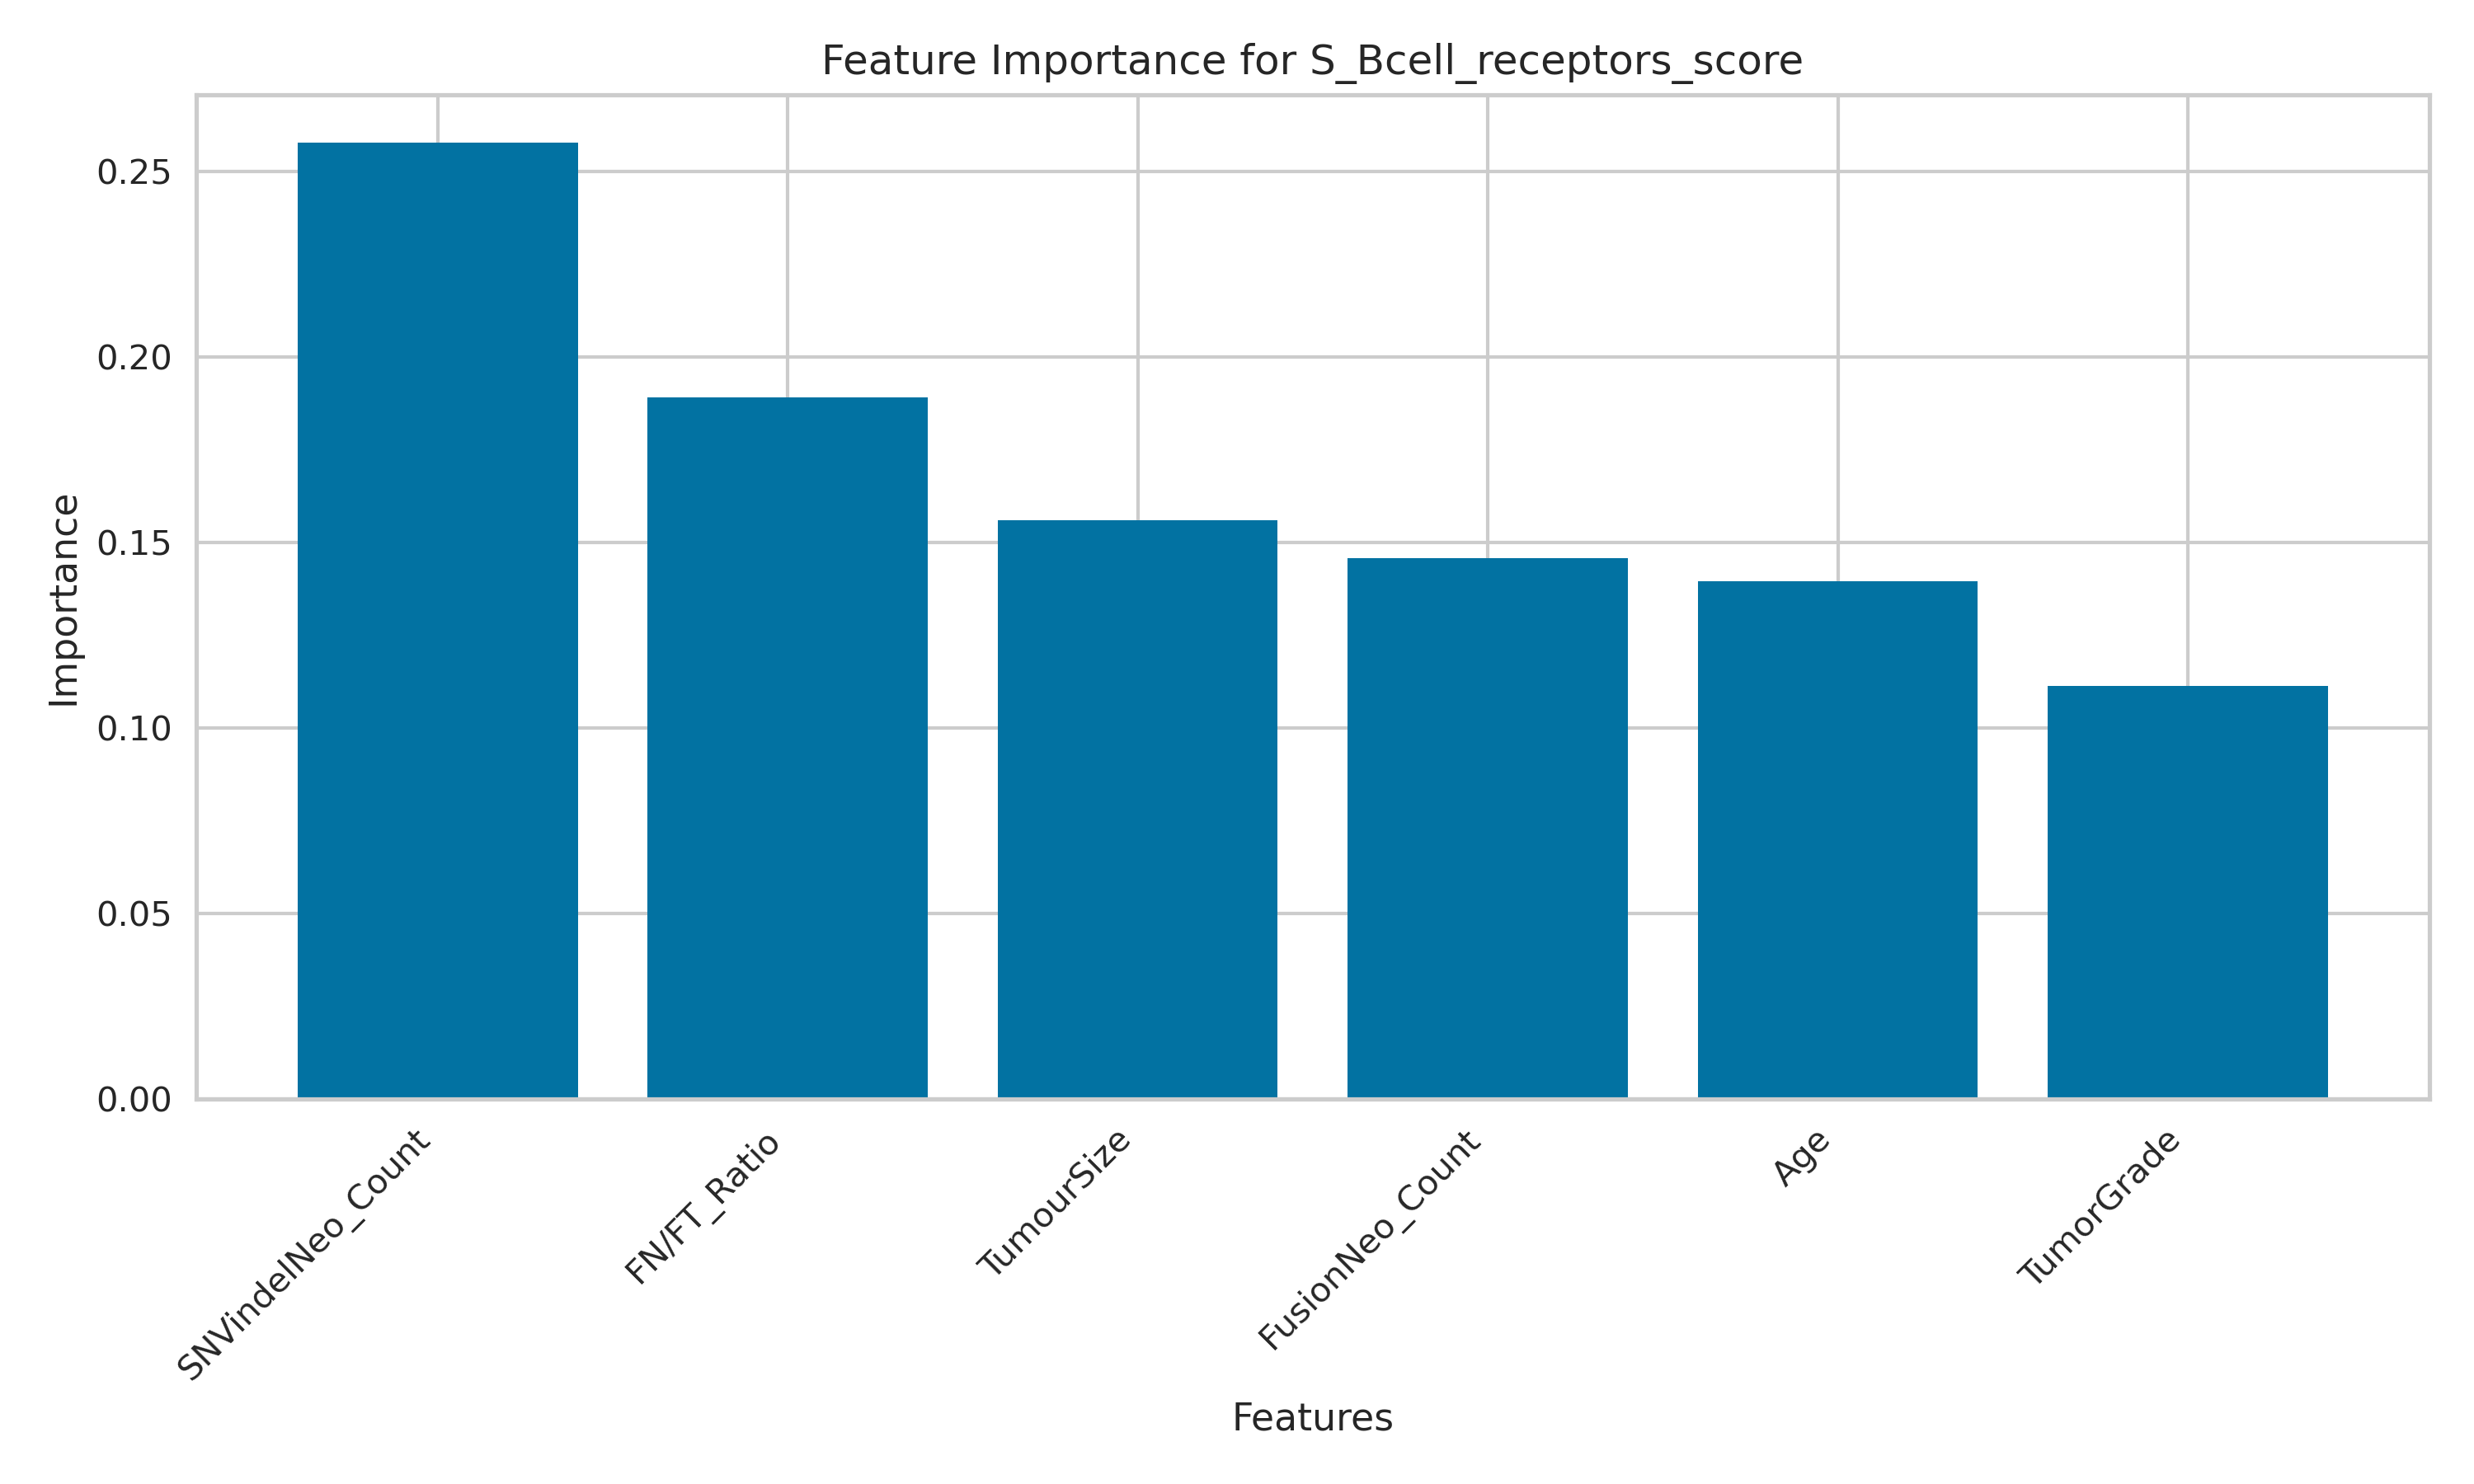 Feature Importance for S_Bcell_receptors_score
Importance
0.25
0.20
0.15
0.10
0.05
0.00
SNVindelNeo_Count
FN/FT_Ratio
TumourSize
FusionNeo_Count
Age
TumorGrade
Features